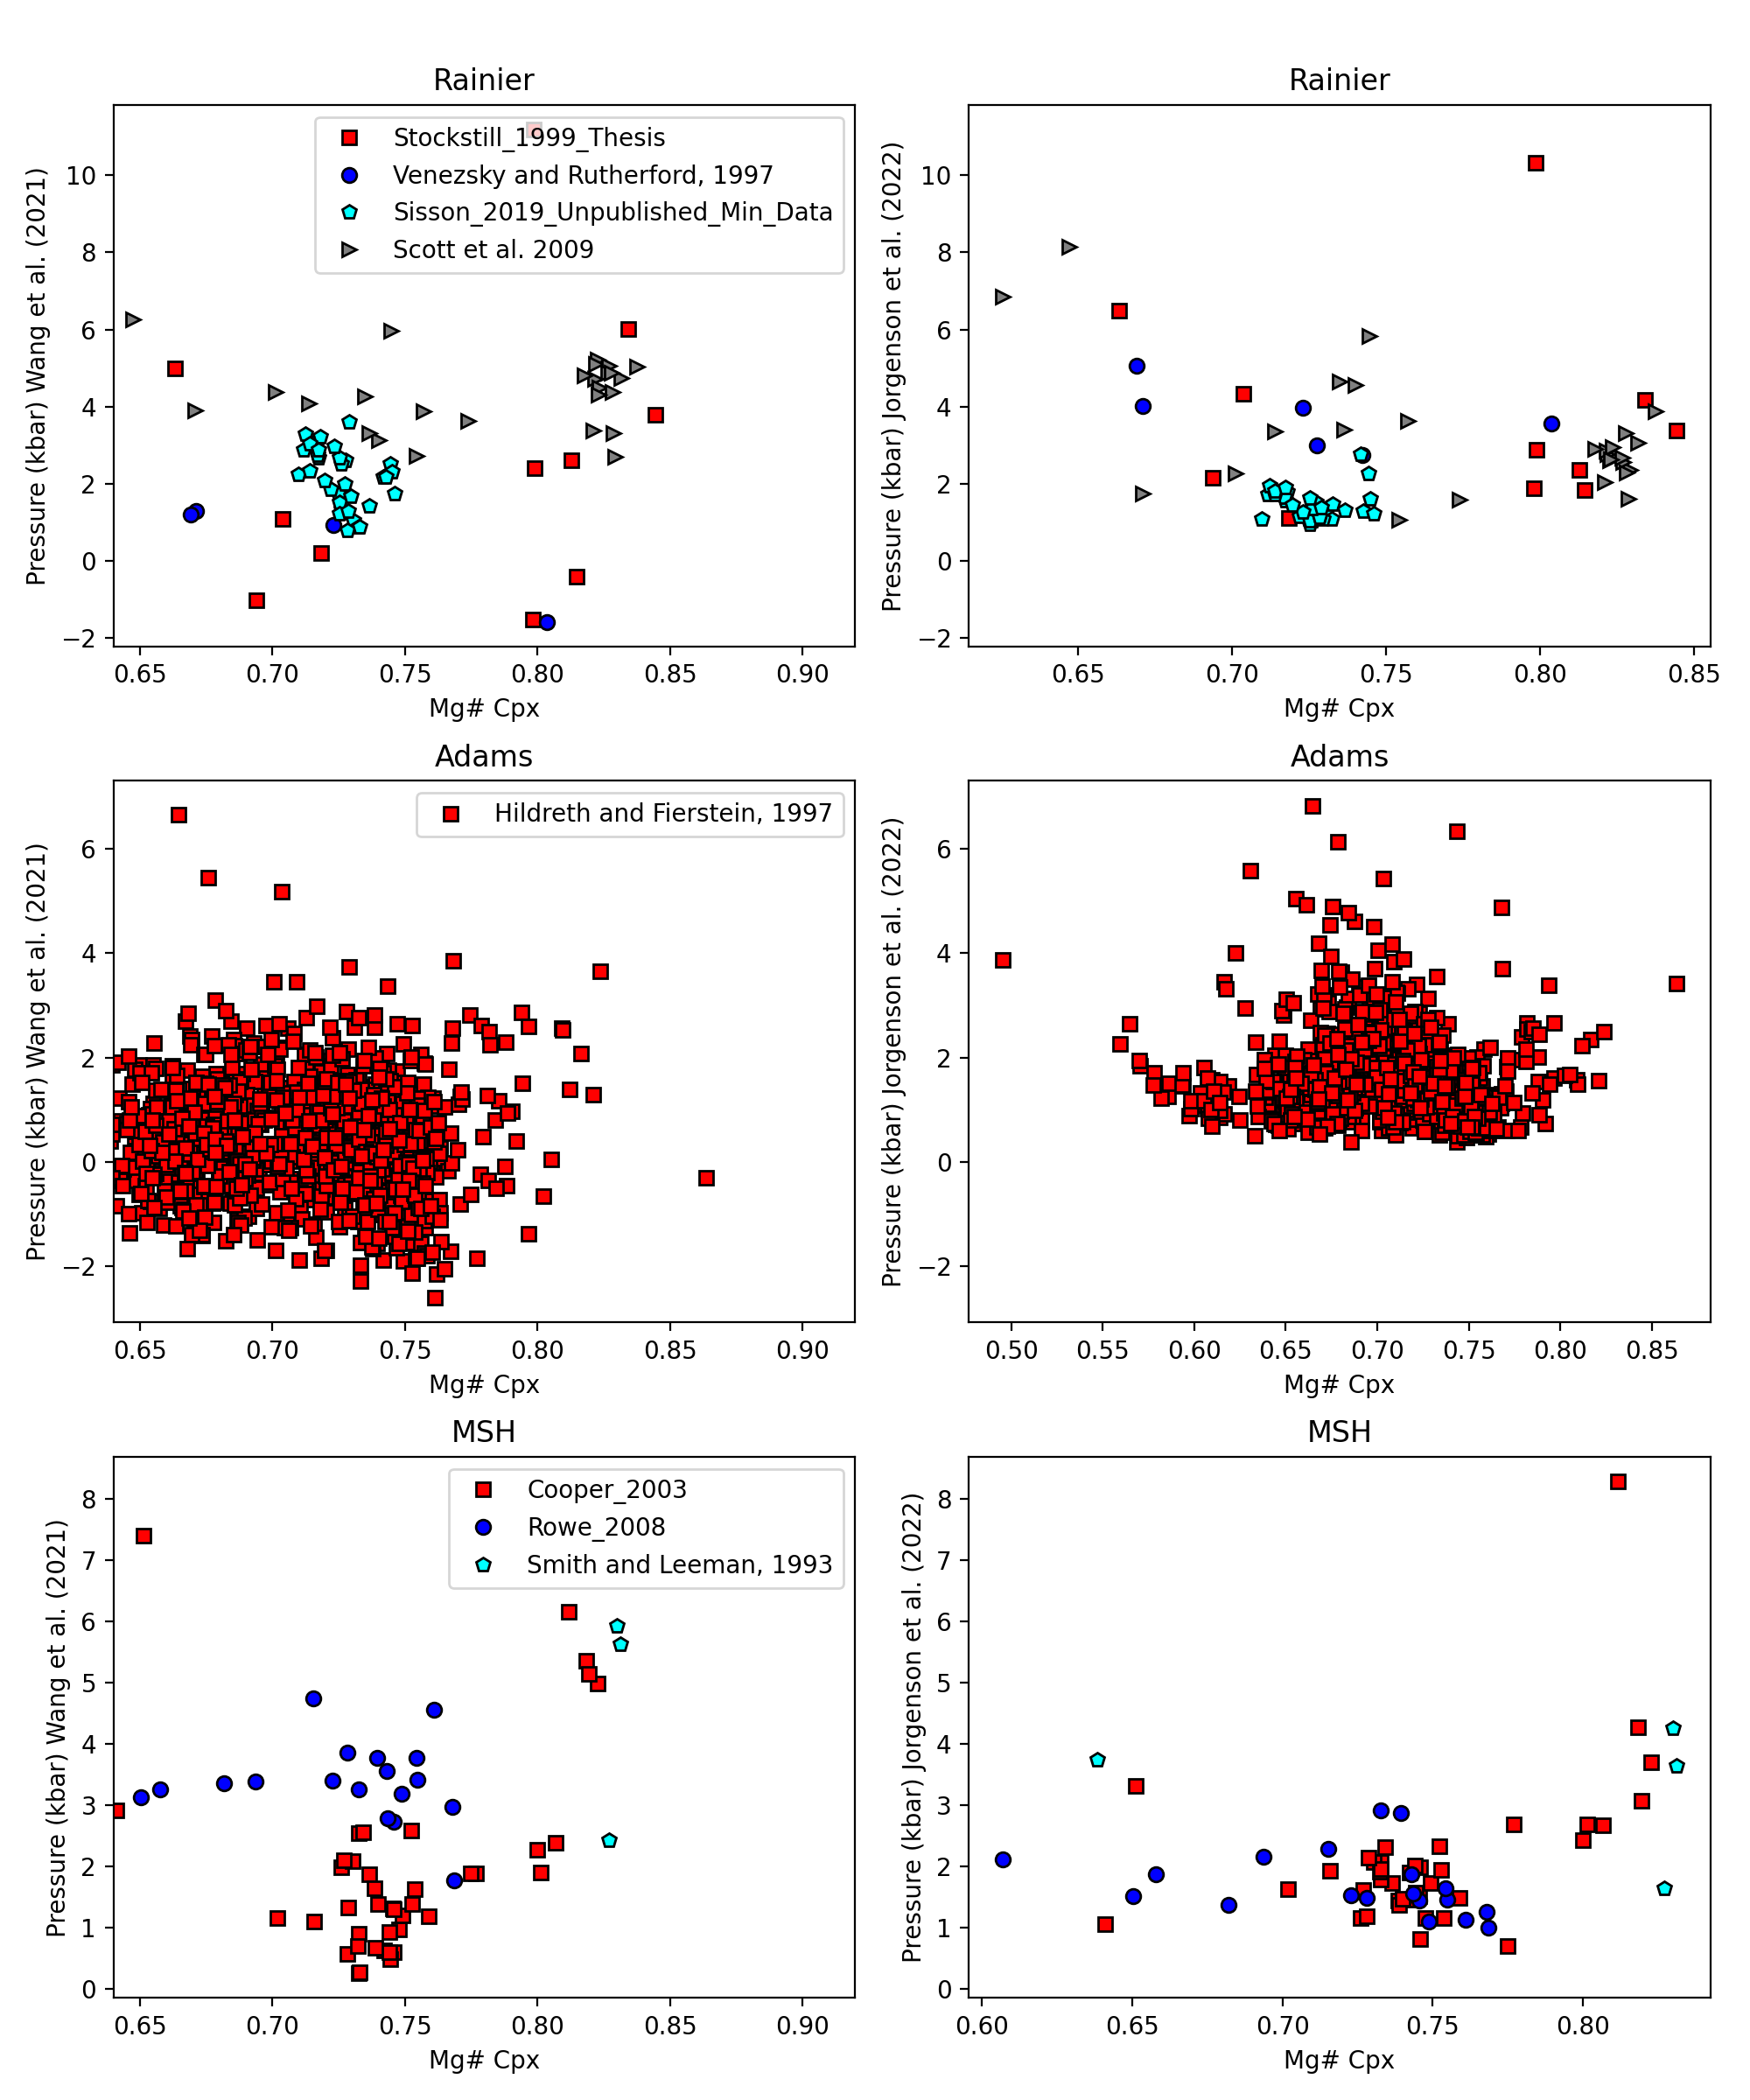 Rainier
Pressure (kbar) Wang et al. (2021)
10
8
6
4
2
0
−2
Stockstill_1999_Thesis
Venezsky and Rutherford, 1997
Sisson_2019_Unpublished_Min_Data
Scott et al. 2009
0.65 0.70 0.75 0.80 0.85 0.90
Mg# Cpx
Rainier
Pressure (kbar) Jorgenson et al. (2022)
10
8
6
4
2
0
−2
0.65 0.70 0.75 0.80 0.85
Mg# Cpx
Adams
Pressure (kbar) Wang et al. (2021)
6
4
2
0
−2
Hildreth and Fierstein, 1997
0.65 0.70 0.75 0.80 0.85 0.90
Mg# Cpx
Adams
Pressure (kbar) Jorgenson et al. (2022)
6
4
2
0
−2
0.50 0.55 0.60 0.65 0.70 0.75 0.80 0.85
Mg# Cpx
MSH
Pressure (kbar) Wang et al. (2021)
8
7
6
5
4
3
2
1
0
Cooper_2003
Rowe_2008
Smith and Leeman, 1993
0.65 0.70 0.75 0.80 0.85 0.90
Mg# Cpx
MSH
Pressure (kbar) Jorgenson et al. (2022)
8
7
6
5
4
3
2
1
0
0.60 0.65 0.70 0.75 0.80
Mg# Cpx